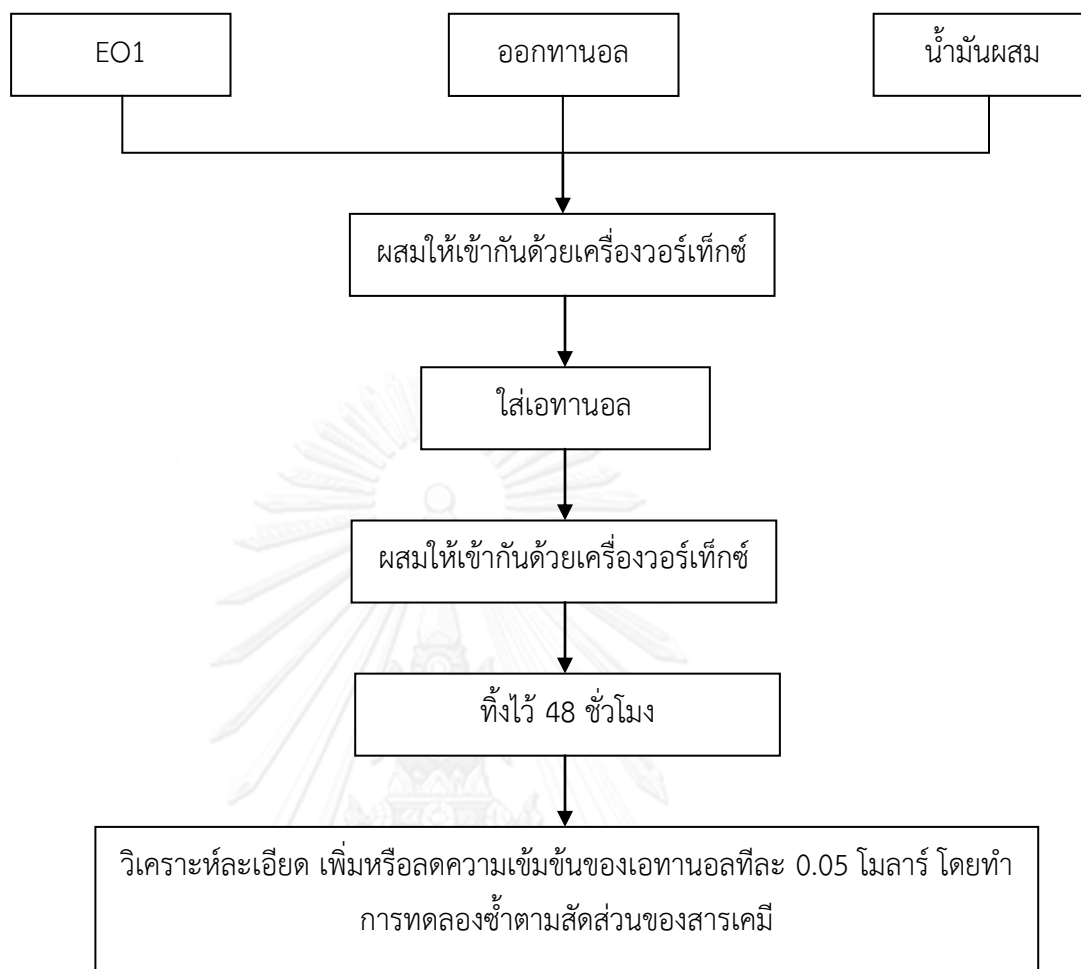 EO1
ออกทานอล
น้ำมันผสม
ผสมให้เข้ากันด้วยเครื่องวอร์เท็กซ์
ใส่เอทานอล
ผสมให้เข้ากันด้วยเครื่องวอร์เท็กซ์
ทิ้งไว้ 48 ชั่วโมง
วิเคราะห์ละเอียด เพิ่มหรือลดความเข้มข้นของเอทานอลทีละ 0.05 โมลาร์ โดยทำ
การทดลองซ้ำตามสัดส่วนของสารเคมี